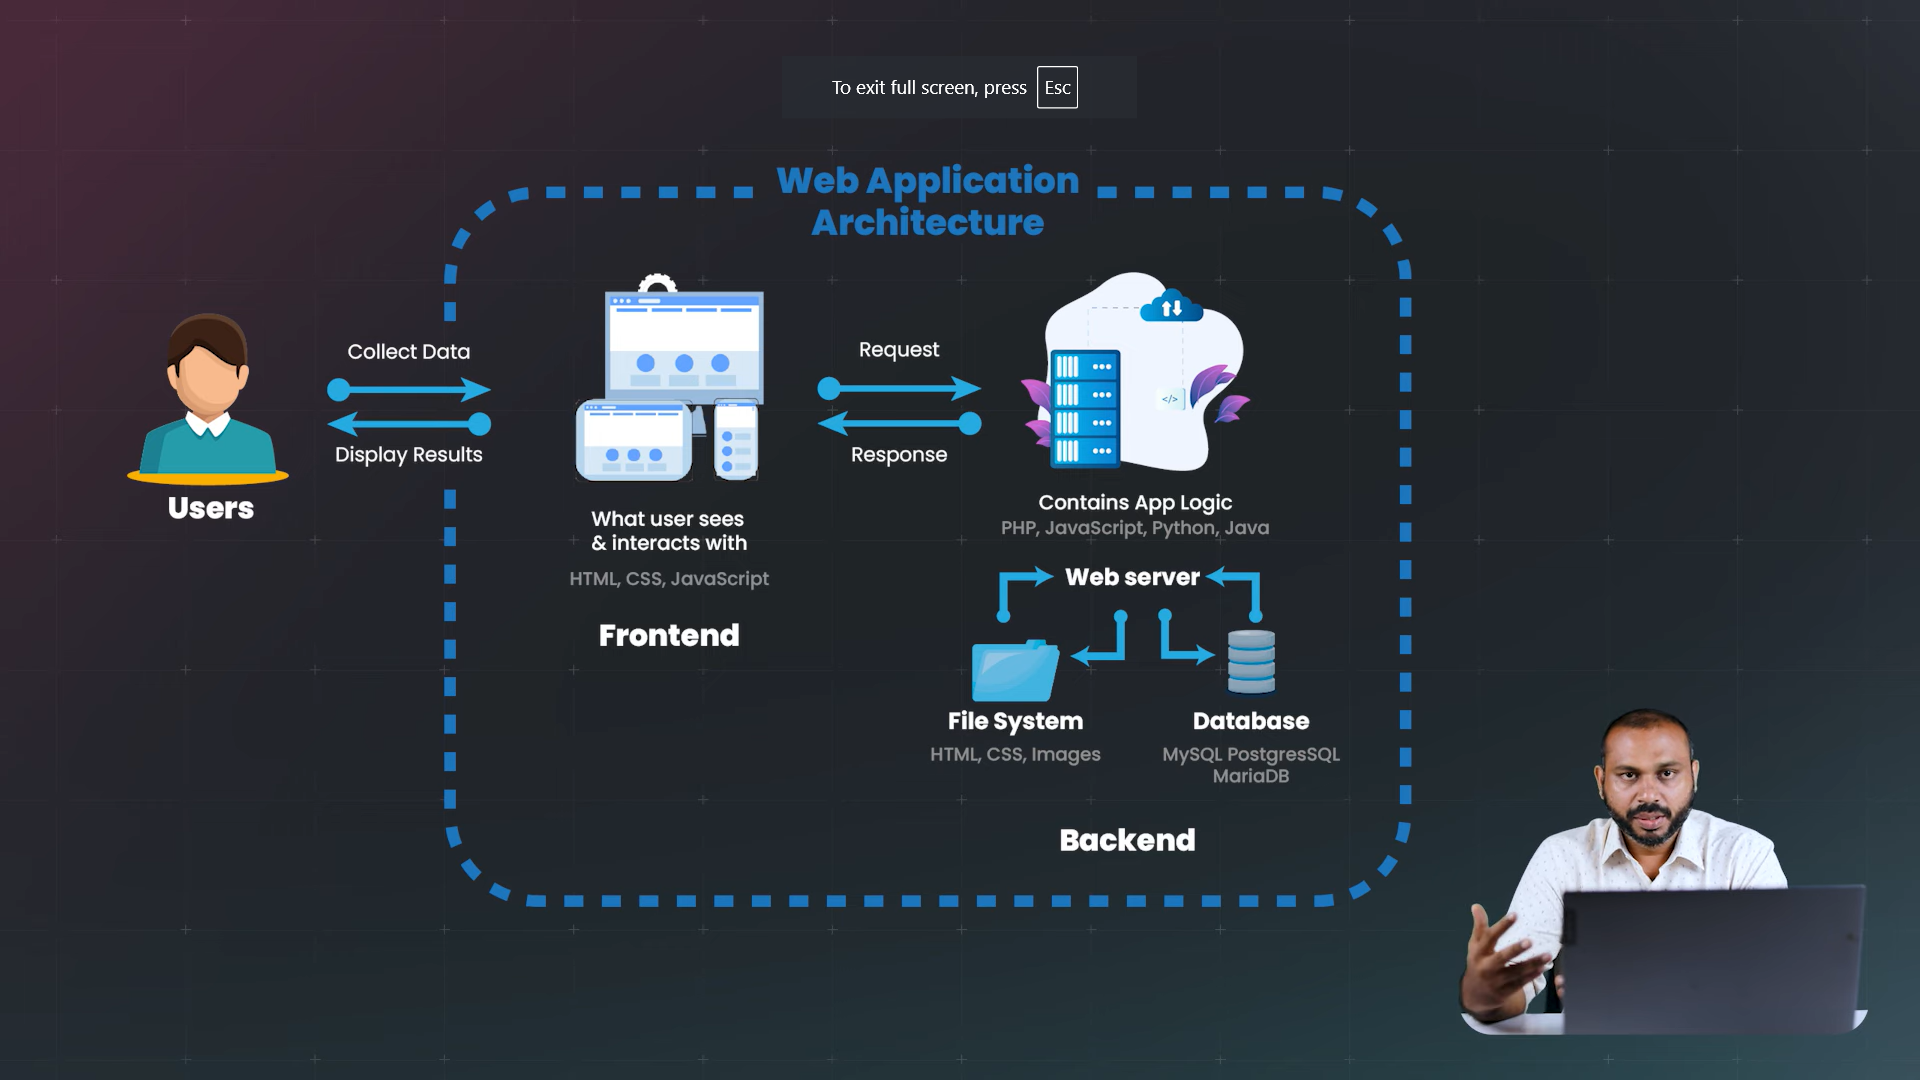 To exit full screen, press Esc
Web Application
Architecture
Collect Data
Display Results
Users
Request
Response
What user sees
& interacts with
HTML, CSS, JavaScript
Frontend
</>
Contains App Logic
PHP, JavaScript, Python, Java
Web server
File System
HTML, CSS, Images
Database
MySQL PostgresSQL
MariaDB
Backend